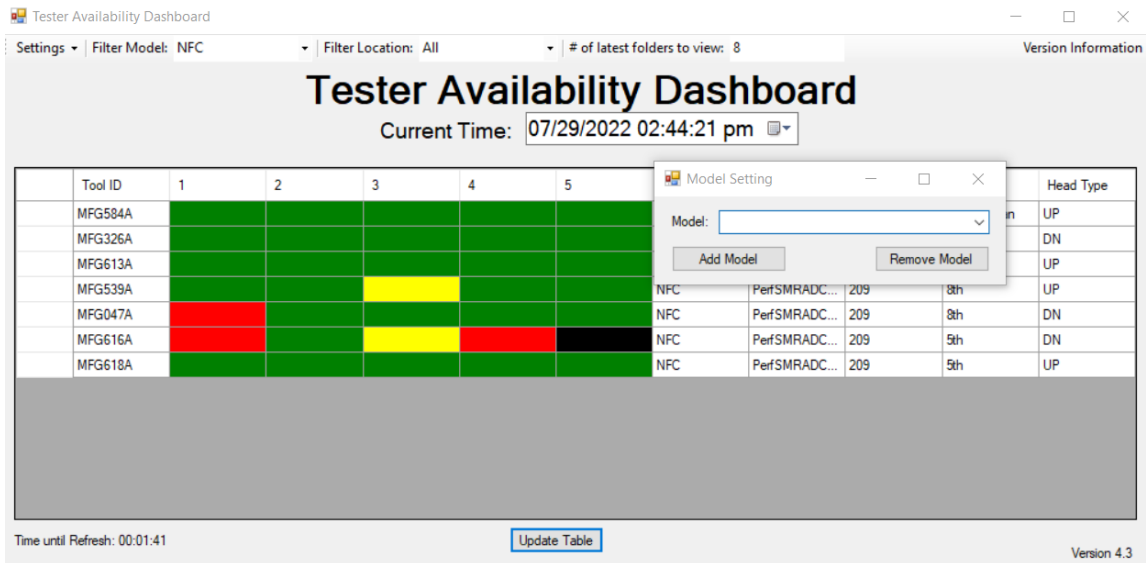 Tester Availability Dashboard
Settings Filter Model: NFC Filter Location: All # of latest folders to view: 8 Version Information
Tester Availability Dashboard
Current Time: 07/29/2022 02:44:21 pm
Model Setting
Tool ID 1 2 3 4 5 Head Type
Model:
MFG584A UP
MFG326A DN
Add Model Remove Model
MFG613A UP
MFG539A NFC PerfSMRADC... 209 8th UP
MFG047A NFC PerfSMRADC... 209 8th DN
MFG616A NFC PerfSMRADC... 209 5th DN
MFG618A NFC PerfSMRADC... 209 5th UP
Time until Refresh: 00:01:41 Update Table
Version 4.3